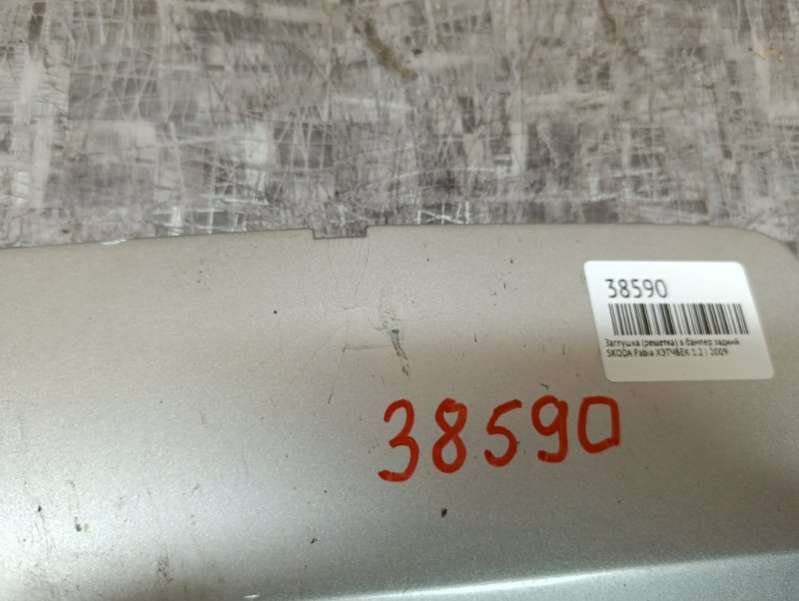 38590
Заглушка (решетка) в бампер задний
SKODA Fabia ХЭТЧБЕК 1.2 i 2009
38590